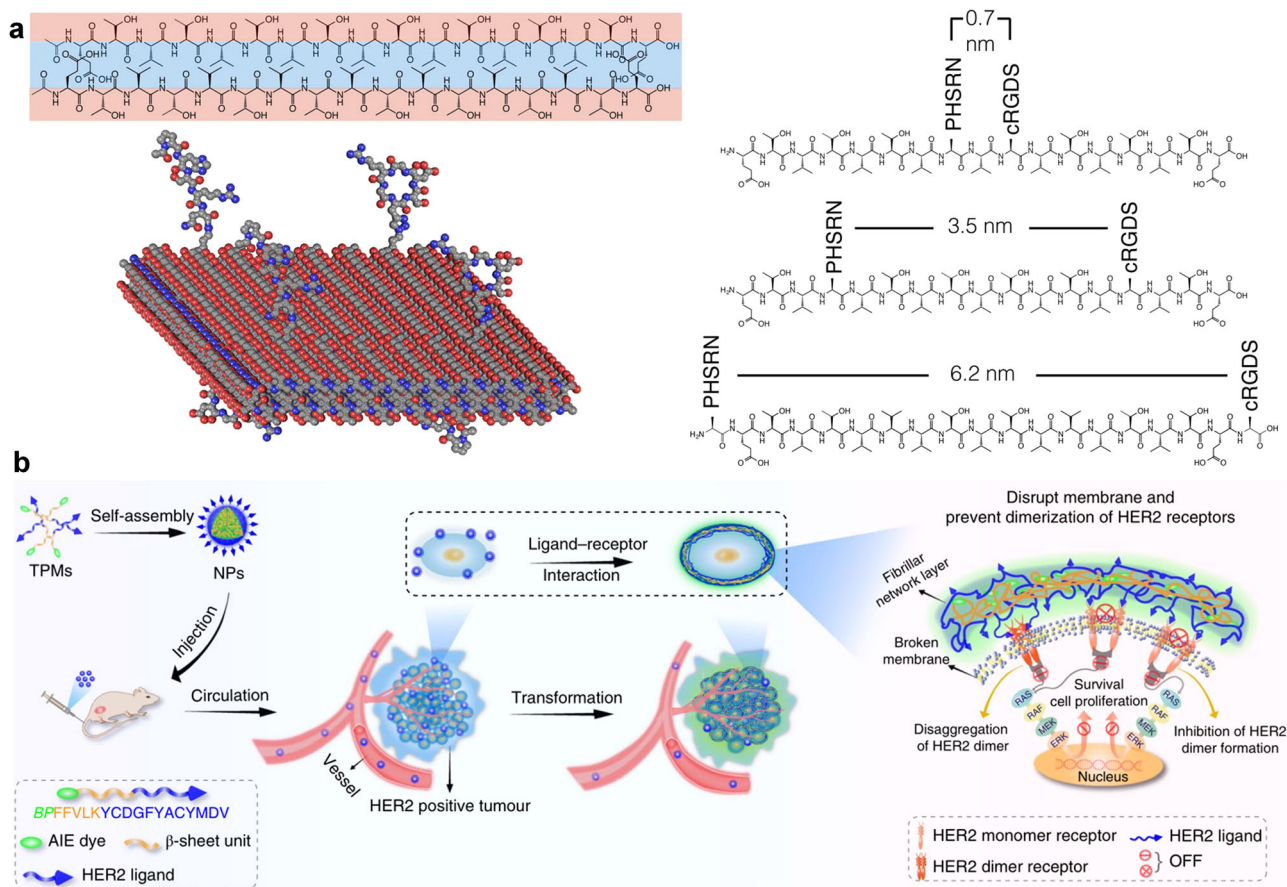 a
0.7
nm
PHSRN
cRGDS
PHSRN
3.5 nm
cRGDS
PHSRN
6.2 nm
cRGDS
b
TPMs
Self-assembly
NPs
Injection
Circulation
Ligand–receptor
Interaction
Vessel
HER2 positive tumour
Transformation
Disrupt membrane and
prevent dimerization of HER2 receptors
Fibrillar
network layer
Broken
membrane
Disaggregation
of HER2 dimer
RAS
RAF
MEK
ERK
Survival
cell proliferation
RAS
RAF
MEK
ERK
Inhibition of HER2
dimer formation
Nucleus
BPFFVLKYCDGFYACYMDV
AIE dye
β-sheet unit
HER2 ligand
HER2 monomer receptor
HER2 ligand
HER2 dimer receptor
OFF